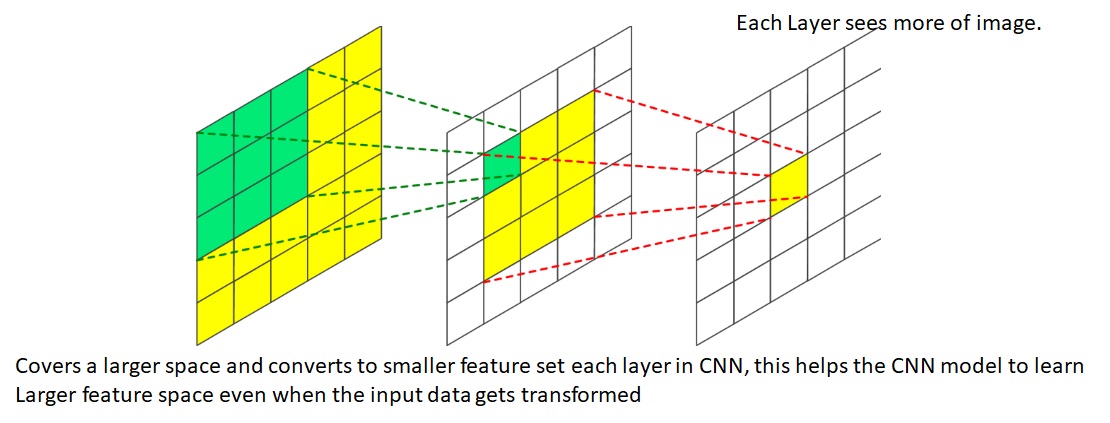 Each Layer sees more of image.
Covers a larger space and converts to smaller feature set each layer in CNN, this helps the CNN model to learn
Larger feature space even when the input data gets transformed